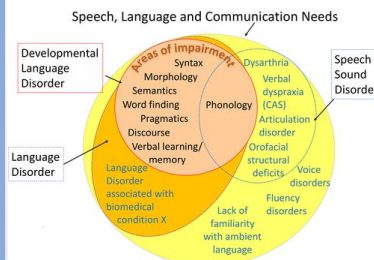 Speech, Language and Communication Needs
Developmental
Language
Disorder
Areas of impairment
Syntax
Morphology
Semantics
Word finding
Pragmatics
Discourse
Verbal learning/
memory
Phonology
Dysarthria
Verbal
dyspraxia
(CAS)
Articulation
disorder
Orofacial
structural
deficits
Speech
Sound
Disorde
Language
Disorder
Language
Disorder
associated with
biomedical
condition X
Voice
disorders
Fluency
disorders
Lack of
familiarity
with ambient
language